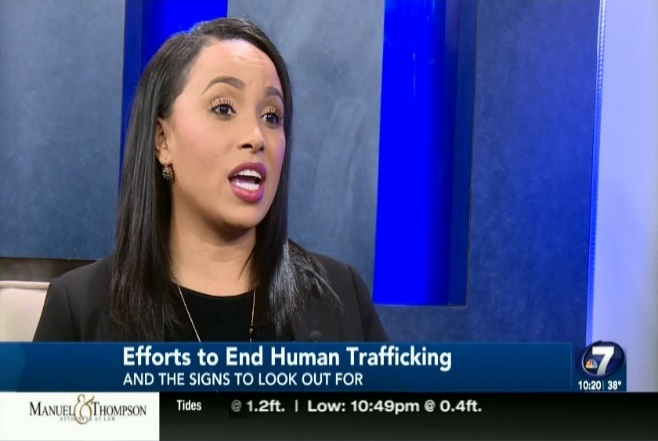 Efforts to End Human Trafficking
AND THE SIGNS TO LOOK OUT FOR
7
10:20 38°
MANUEL & THOMPSON
ATTORNEYS AT LAW
Tides @ 1.2ft. | Low: 10:49pm @ 0.4ft.